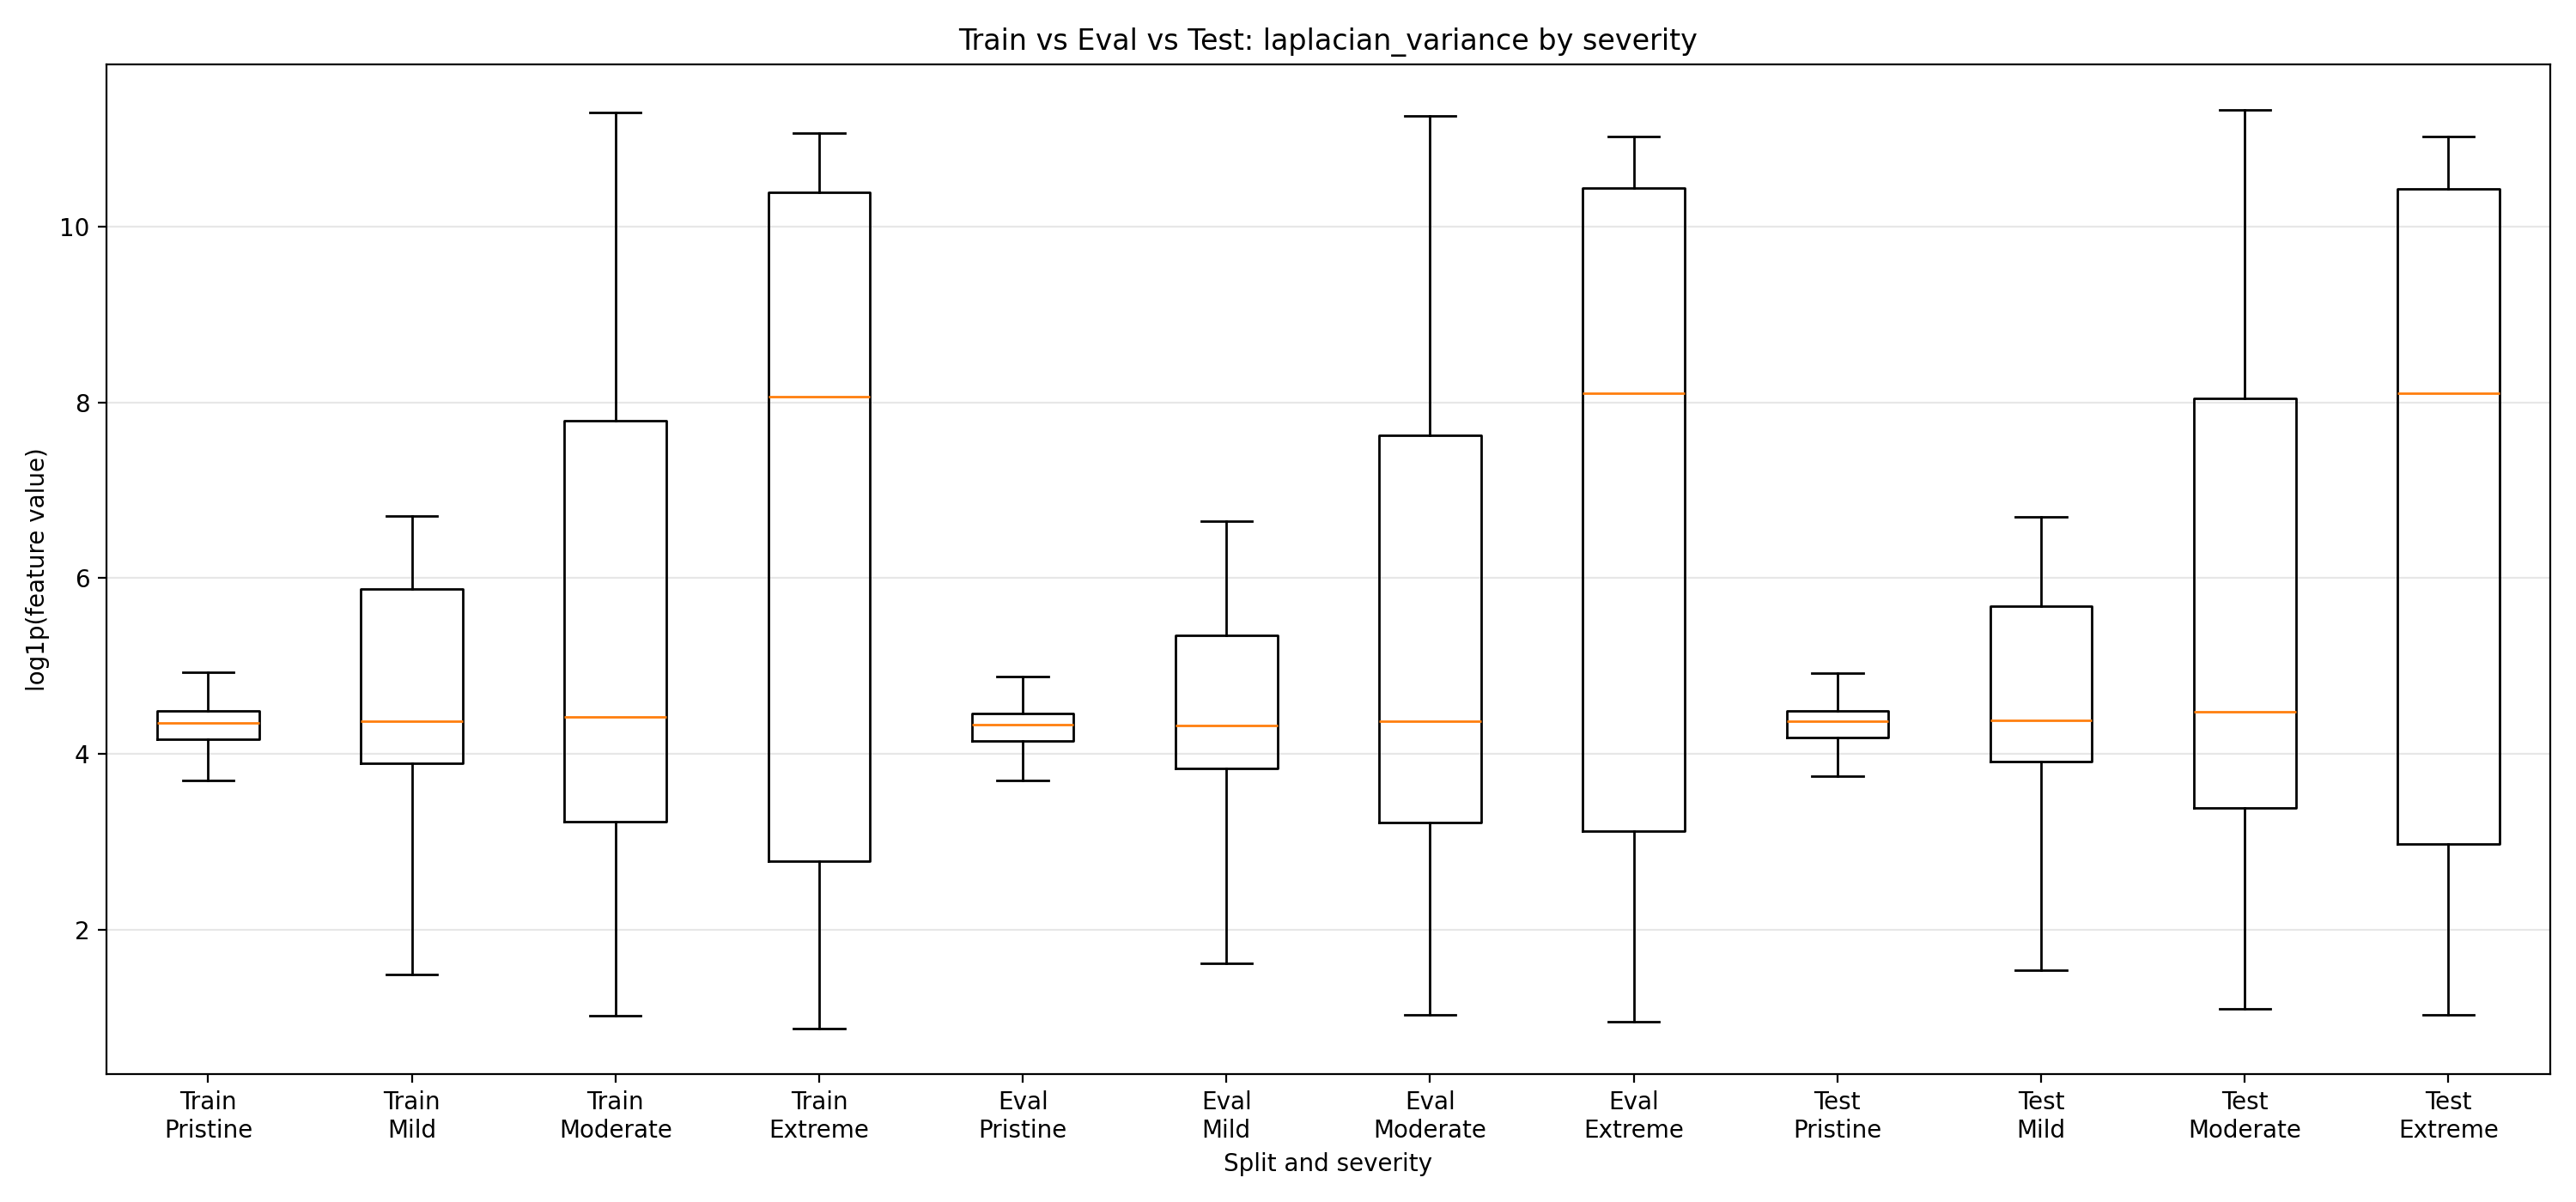 Train vs Eval vs Test: laplacian_variance by severity
log1p(feature value)
10
8
6
4
2
Train
Pristine
Train
Mild
Train
Moderate
Train
Extreme
Eval
Pristine
Eval
Mild
Eval
Moderate
Eval
Extreme
Test
Pristine
Test
Mild
Test
Moderate
Test
Extreme
Split and severity